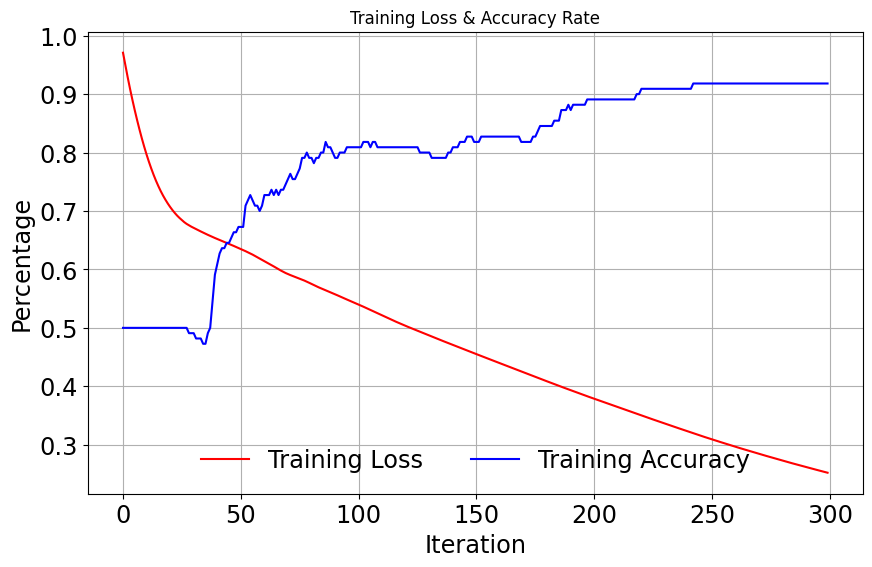 Training Loss & Accuracy Rate
1.0
0.9
0.8
0.7
0.6
0.5
0.4
0.3
Percentage
Training Loss Training Accuracy
0 50 100 150 200 250 300
Iteration